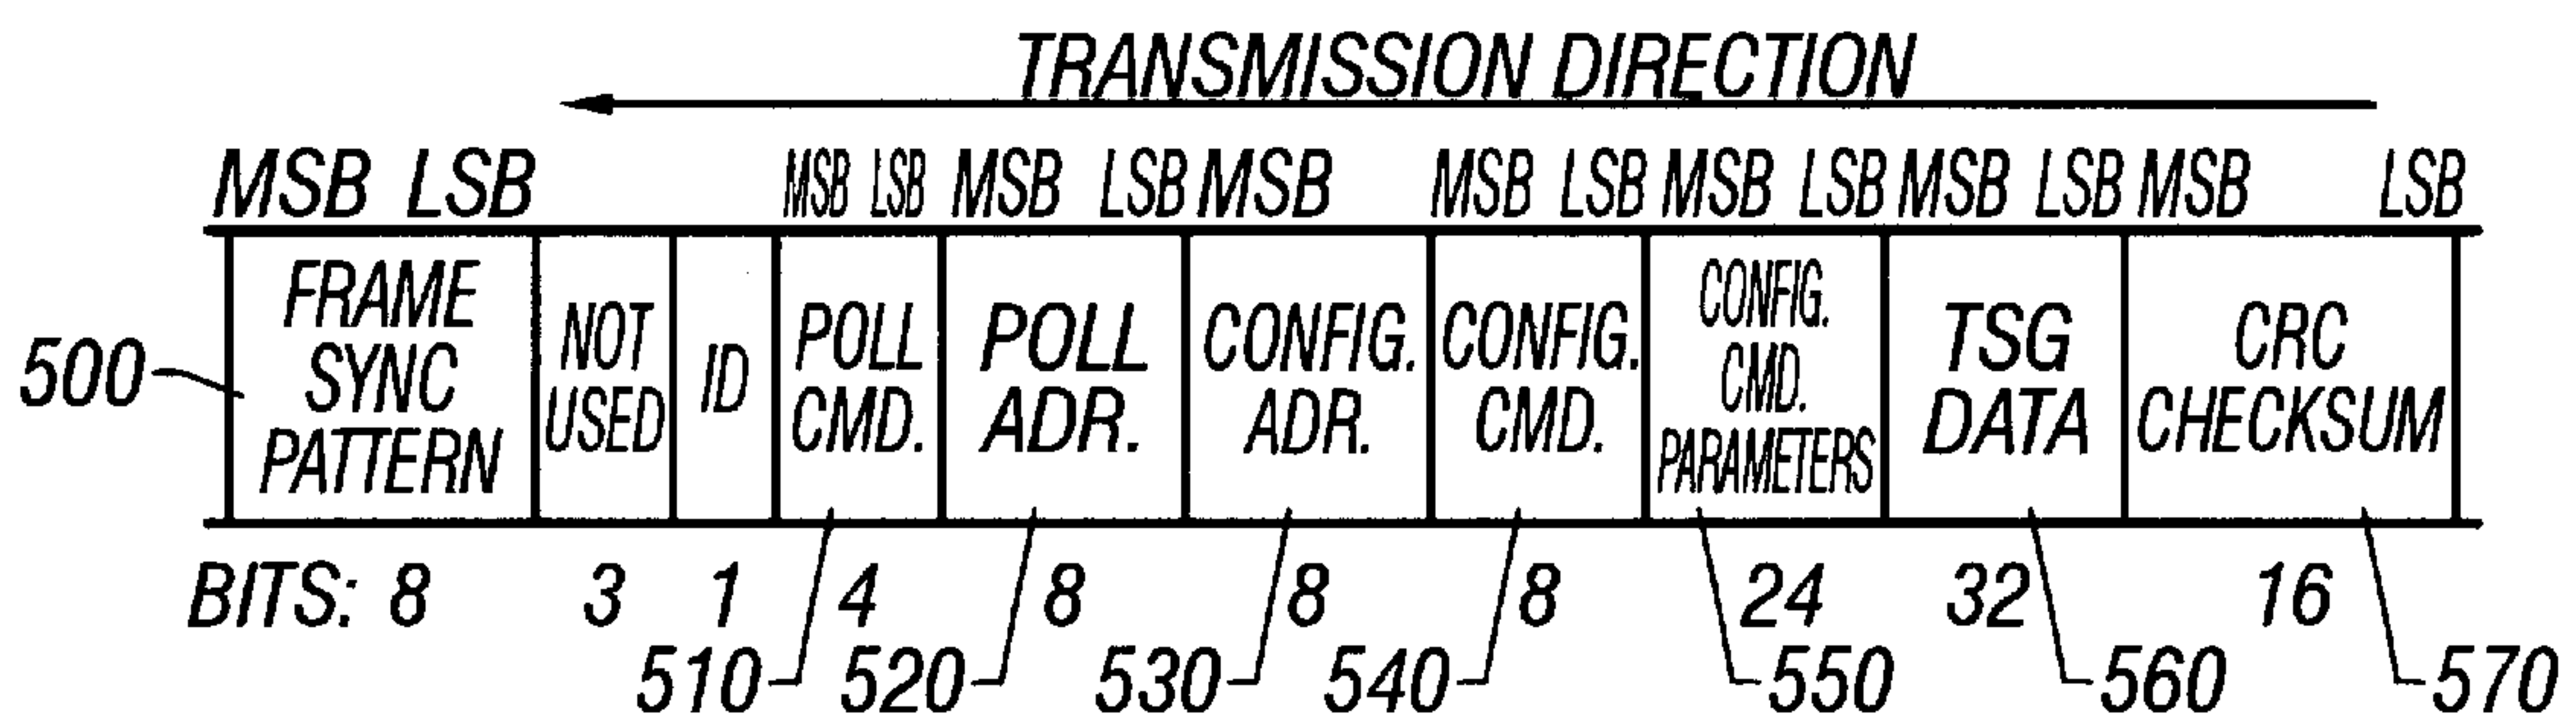 TRANSMISSION DIRECTION
MSB LSB MSB LSB MSB LSB MSB MSB LSB MSB LSB MSB LSB MSB LSB
FRAME SYNC PATTERN
NOT USED
ID
POLL CMD.
POLL ADR.
CONFIG. ADR.
CONFIG. CMD.
CONFIG. CMD. PARAMETERS
TSG DATA
CRC CHECKSUM
500
BITS: 8 3 1 4 8 8 8 24 32 16
510 520 530 540 550 560 570